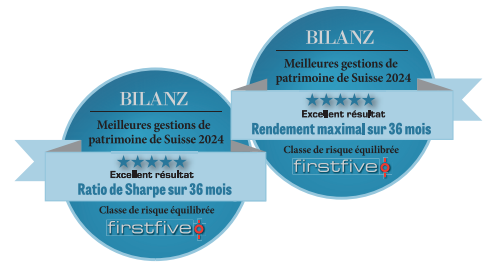 BILANZ
Meilleures gestions de
patrimoine de Suisse 2024
Excellent résultat
Ratio de Sharpe sur 36 mois
Classe de risque équilibrée
firstfive
BILANZ
Meilleures gestions de
patrimoine de Suisse 2024
Excellent résultat
Rendement maximal sur 36 mois
Classe de risque équilibrée
firstfive